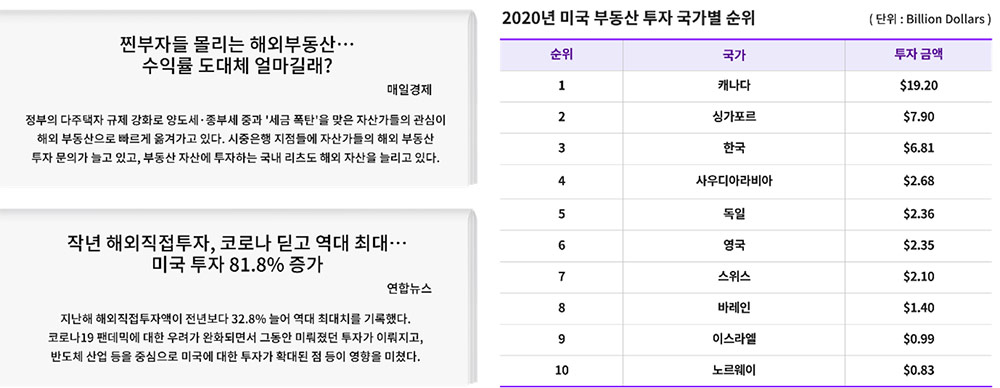 찐부자들 몰리는 해외부동산…
수익률 도대체 얼마길래?
매일경제
정부의 다주택자 규제 강화로 양도세·종부세 중과 '세금 폭탄'을 맞은 자산가들의 관심이
해외 부동산으로 빠르게 옮겨가고 있다. 시중은행 지점들에 자산가들의 해외 부동산
투자 문의가 늘고 있고, 부동산 자산에 투자하는 국내 리츠도 해외 자산을 늘리고 있다.
작년 해외직접투자, 코로나 딛고 역대 최대…
미국 투자 81.8% 증가
연합뉴스
지난해 해외직접투자액이 전년보다 32.8% 늘어 역대 최대치를 기록했다.
코로나19 팬데믹에 대한 우려가 완화되면서 그동안 미뤄졌던 투자가 이뤄지고,
반도체 산업 등을 중심으로 미국에 대한 투자가 확대된 점 등이 영향을 미쳤다.
2020년 미국 부동산 투자 국가별 순위 ( 단위 : Billion Dollars )
순위 국가 투자 금액
1 캐나다 $19.20
2 싱가포르 $7.90
3 한국 $6.81
4 사우디아라비아 $2.68
5 독일 $2.36
6 영국 $2.35
7 스위스 $2.10
8 바레인 $1.40
9 이스라엘 $0.99
10 노르웨이 $0.83